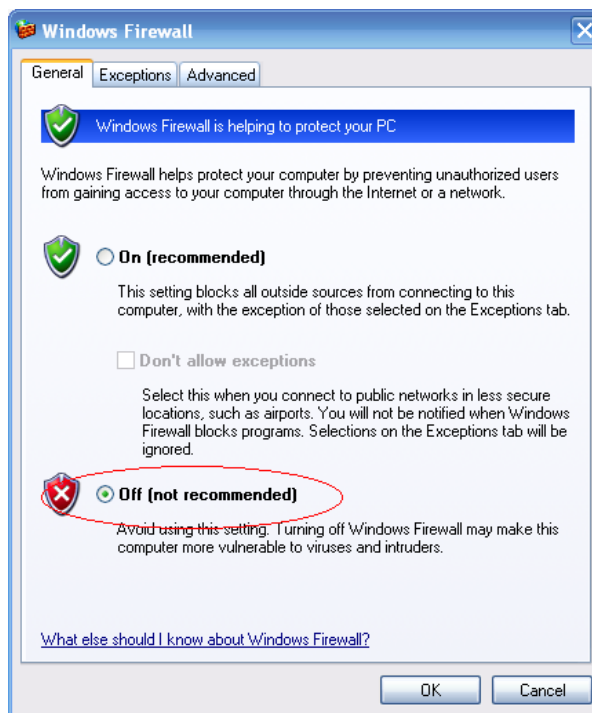 Windows Firewall
General Exceptions Advanced
Windows Firewall is helping to protect your PC
Windows Firewall helps protect your computer by preventing unauthorized users
from gaining access to your computer through the Internet or a network.
On (recommended)
This setting blocks all outside sources from connecting to this
computer, with the exception of those selected on the Exceptions tab.
Don't allow exceptions
Select this when you connect to public networks in less secure
locations, such as airports. You will not be notified when Windows
Firewall blocks programs. Selections on the Exceptions tab will be
ignored.
Off (not recommended)
Avoid using this setting. Turning off Windows Firewall may make this
computer more vulnerable to viruses and intruders.
What else should I know about Windows Firewall?
OK Cancel